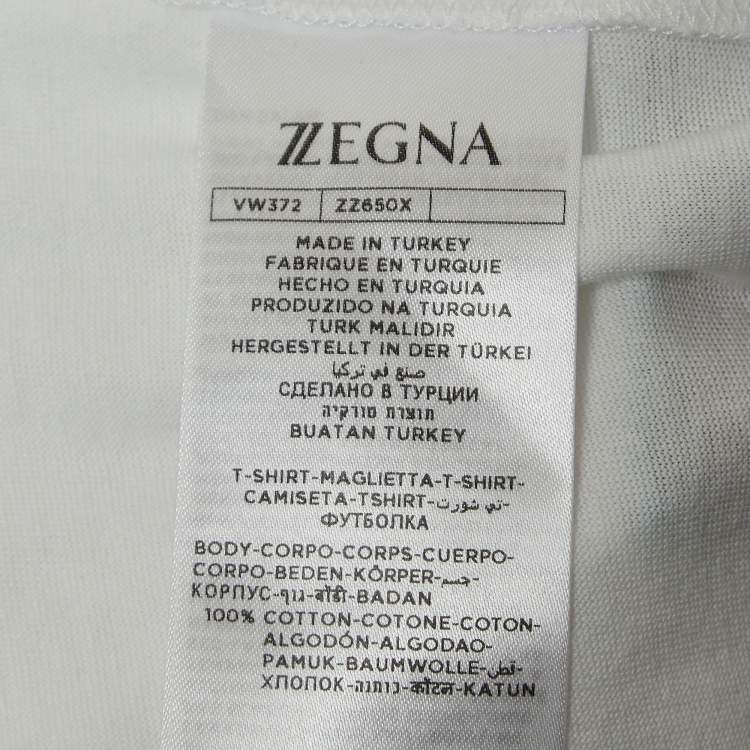 ZZEGNA
VW372 ZZ650X
MADE IN TURKEY
FABRIQUE EN TURQUIE
HECHO EN TURQUIA
PRODUZIDO NA TURQUIA
TURK MALIDIR
HERGESTELLT IN DER TÜRKEI
صنع في تركيا
СДЕЛАНО В ТУРЦИИ
תוצרת טורקיה
BUATAN TURKEY
T-SHIRT-MAGLIETTA-T-SHIRT-
CAMISETA-TSHIRT-تي شورت-
ФУТБОЛКА
BODY-CORPO-CORPS-CUERPO-
CORPO-BEDEN-KÖRPER-جسم-
КОРПУС-גוף-बॉडी-BADAN
100% COTTON-COTONE-COTON-
ALGODÓN-ALGODAO-
PAMUK-BAUMWOLLE-قطن-
ХЛОПОК-כותנה-कॉटन-KATUN